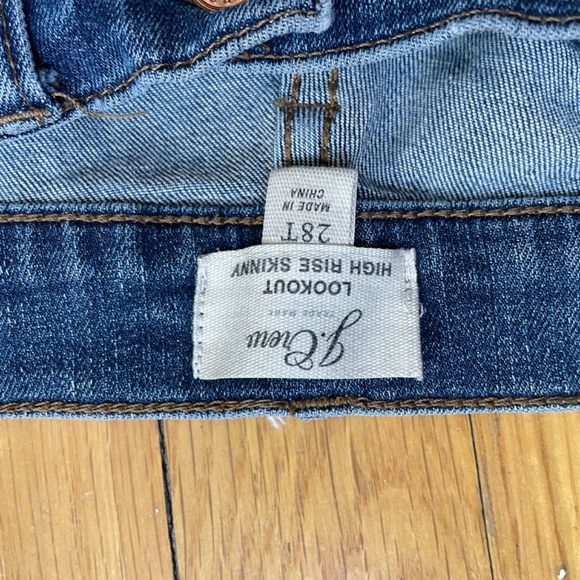 J.Crew
TRADE MARK
LOOKOUT
HIGH RISE SKINNY
28T
MADE IN
CHINA